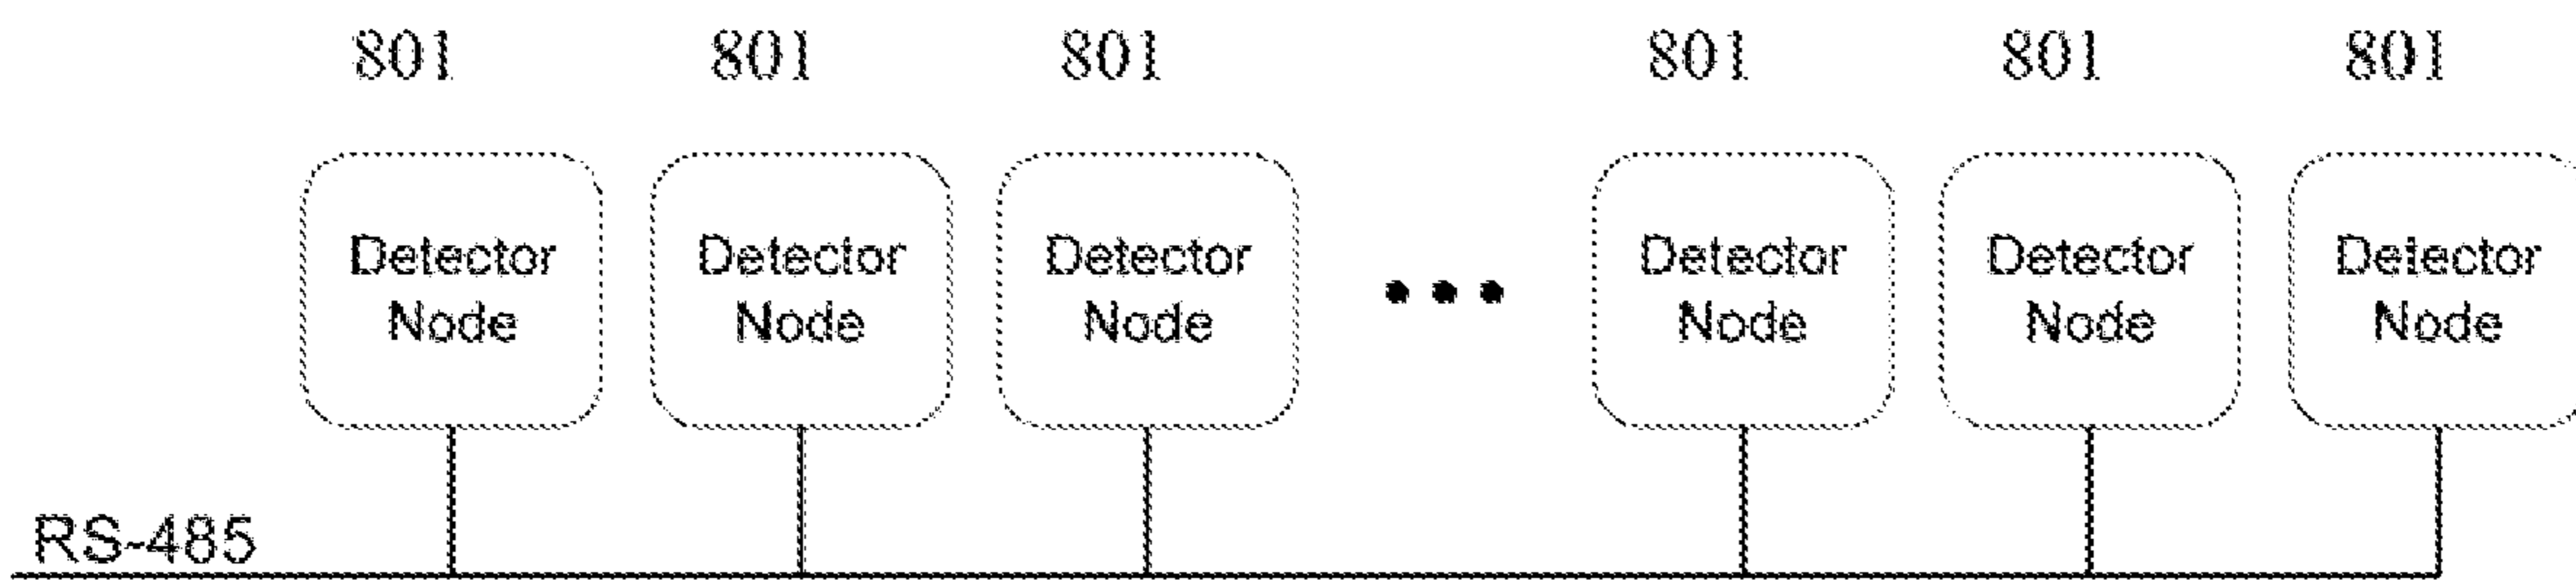 801 801 801 801 801 801
Detector Detector Detector Detector Detector Detector
Node Node Node ••• Node Node Node
RS-485